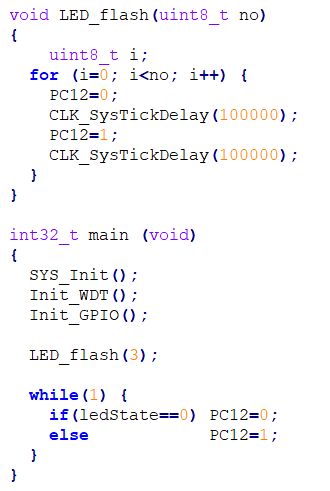 void LED_flash(uint8_t no)
{
    uint8_t i;
  for (i=0; i<no; i++) {
    PC12=0;
    CLK_SysTickDelay(100000);
    PC12=1;
    CLK_SysTickDelay(100000);
  }
}

int32_t main (void)
{
  SYS_Init();
  Init_WDT();
  Init_GPIO();

  LED_flash(3);

  while(1) {
    if(ledState==0) PC12=0;
    else            PC12=1;
  }
}